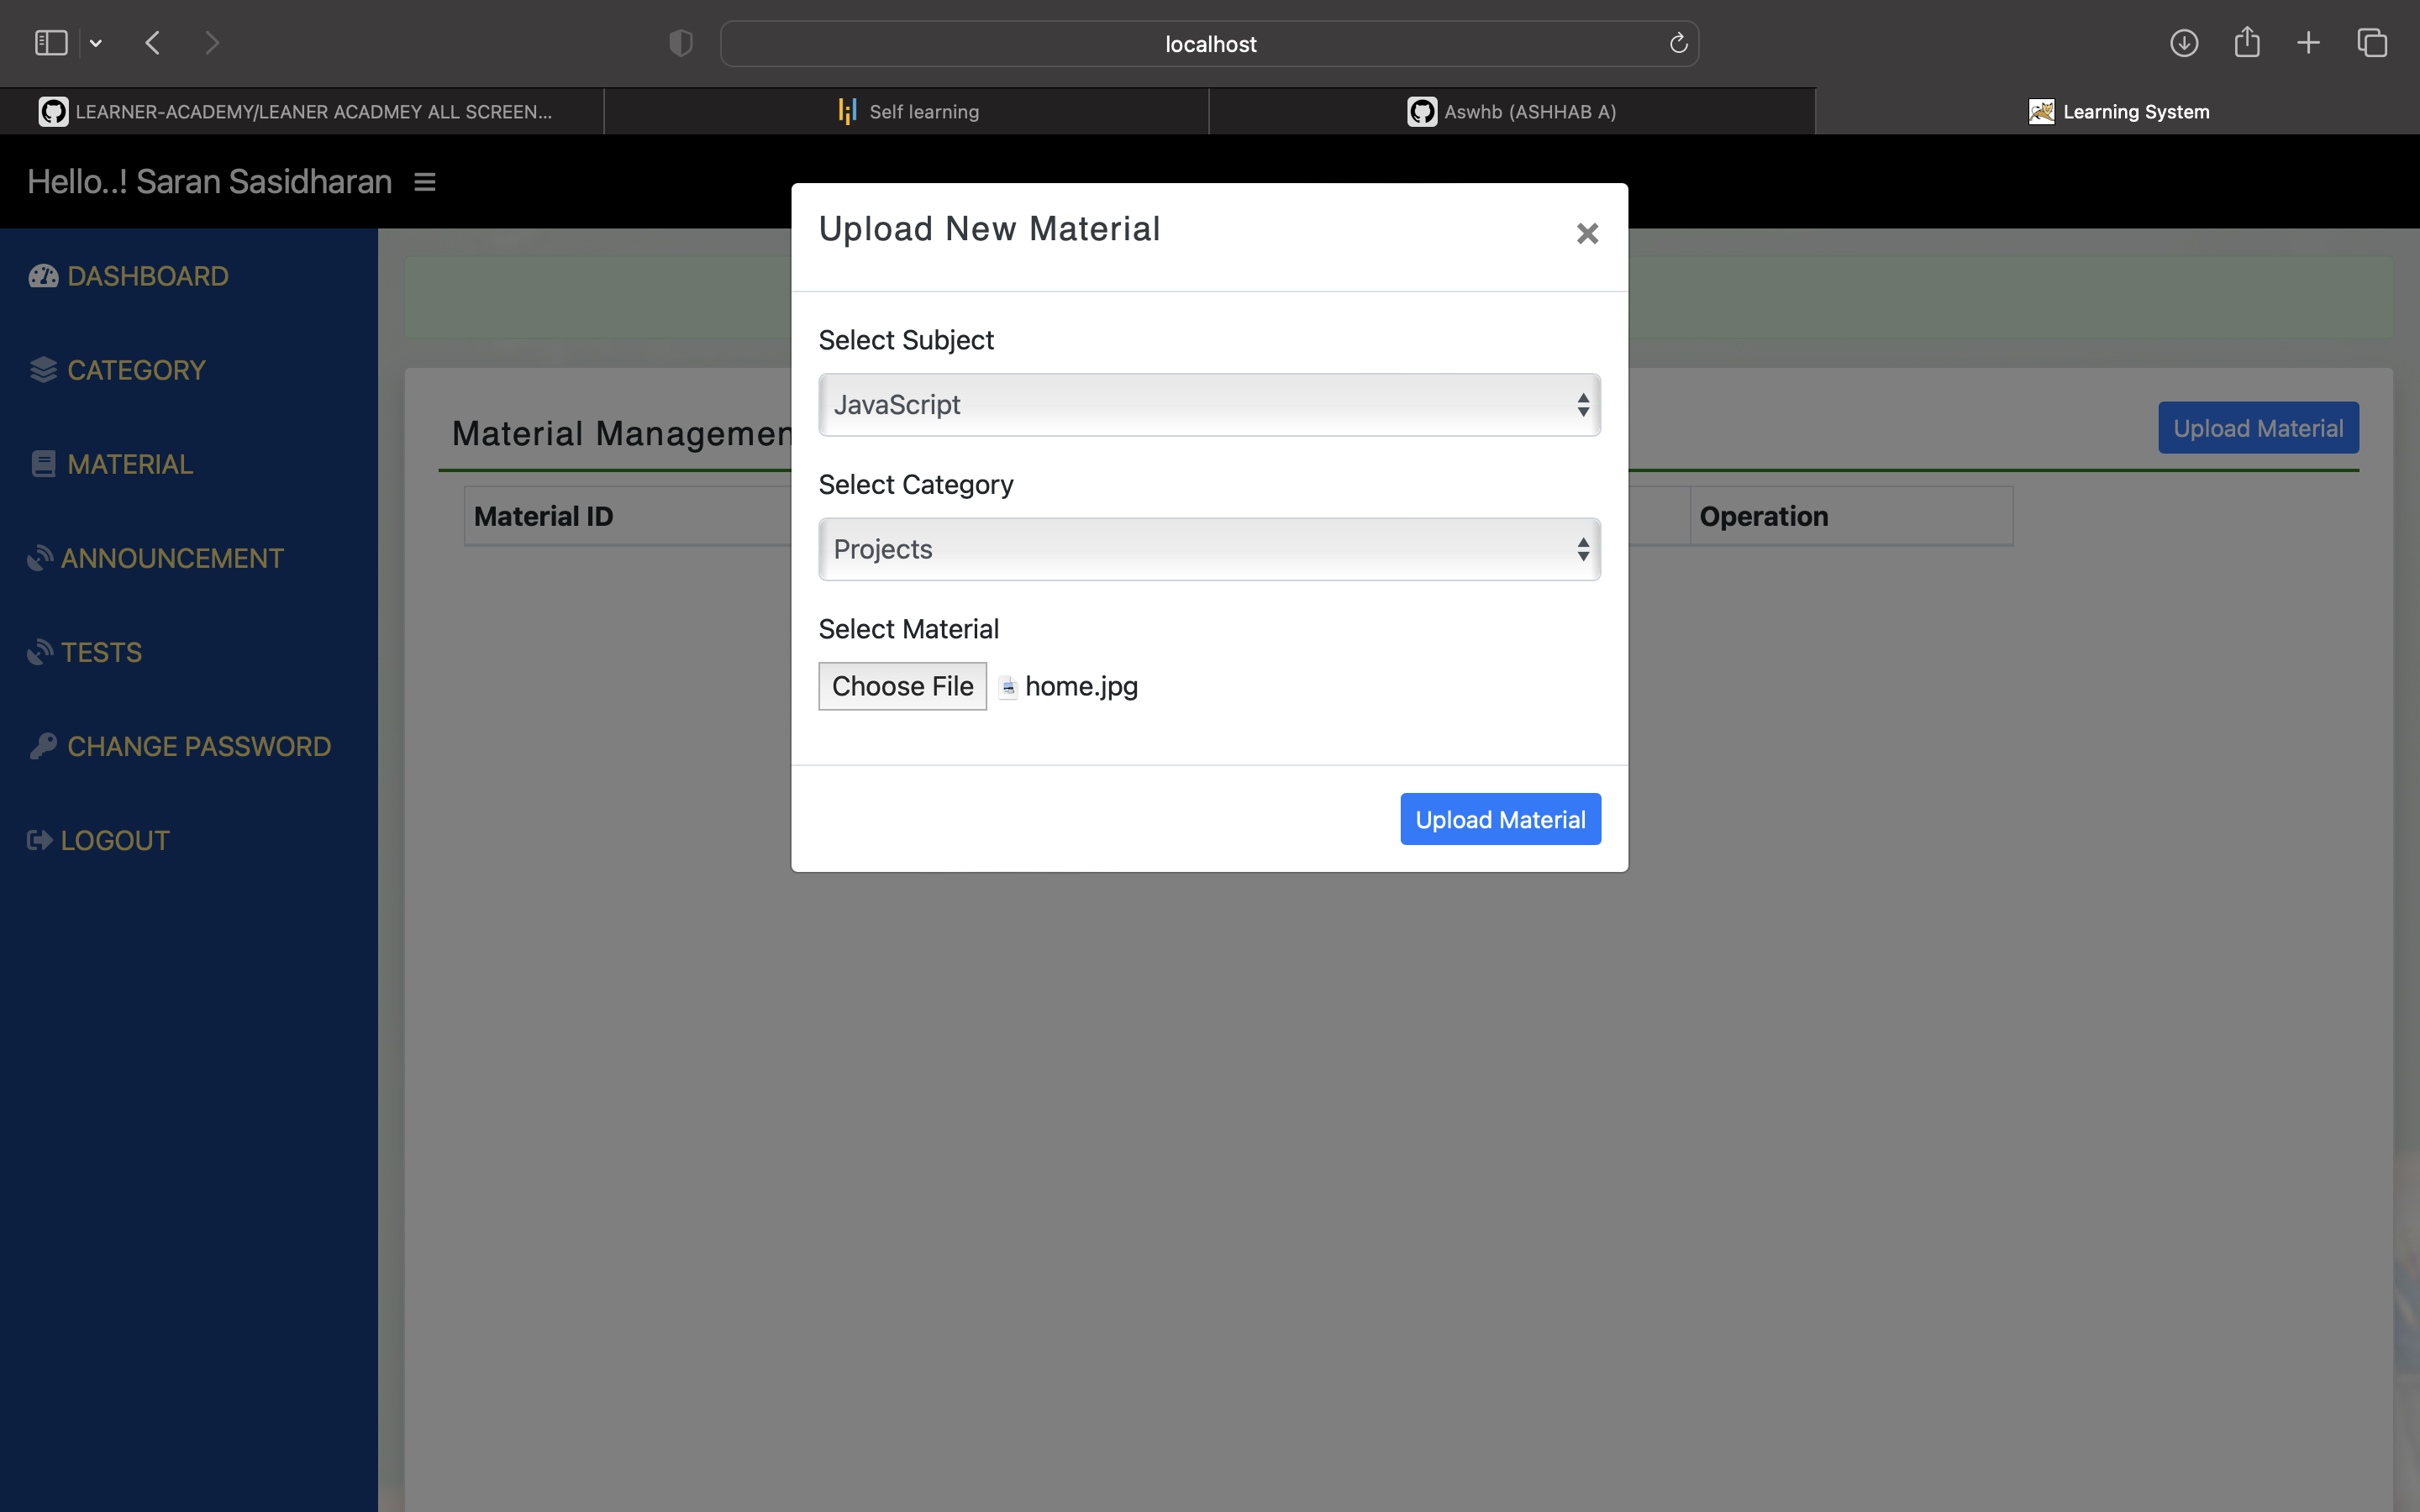 localhost
LEARNER-ACADEMY/LEANER ACADMEY ALL SCREEN...
Self learning
Aswhb (ASHHAB A)
Learning System
Hello..! Saran Sasidharan
DASHBOARD
CATEGORY
MATERIAL
ANNOUNCEMENT
TESTS
CHANGE PASSWORD
LOGOUT
Material Managemen
Upload Material
Material ID
Operation
Upload New Material
×
Select Subject
JavaScript
Select Category
Projects
Select Material
Choose File home.jpg
Upload Material